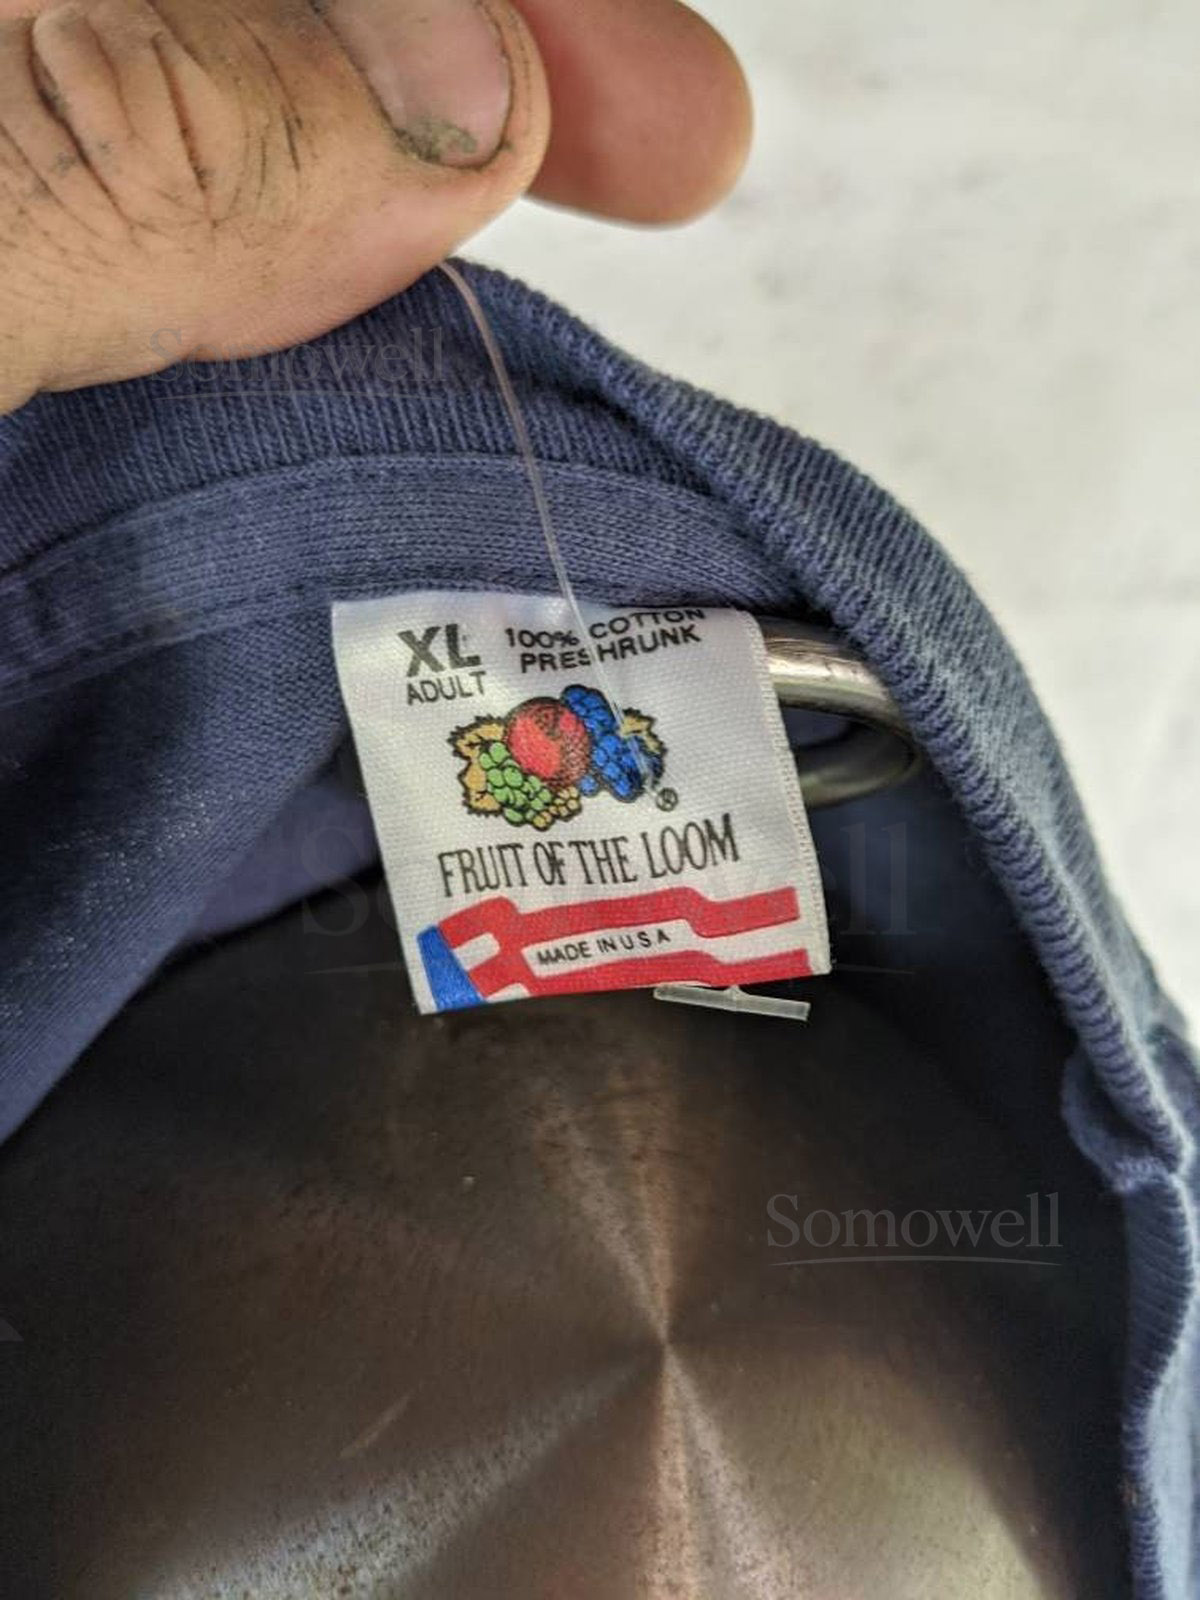 Somowell
XL
ADULT
100% COTTON
PRESHRUNK
®
FRUIT OF THE LOOM
MADE IN U S A
Somowell
Somowell